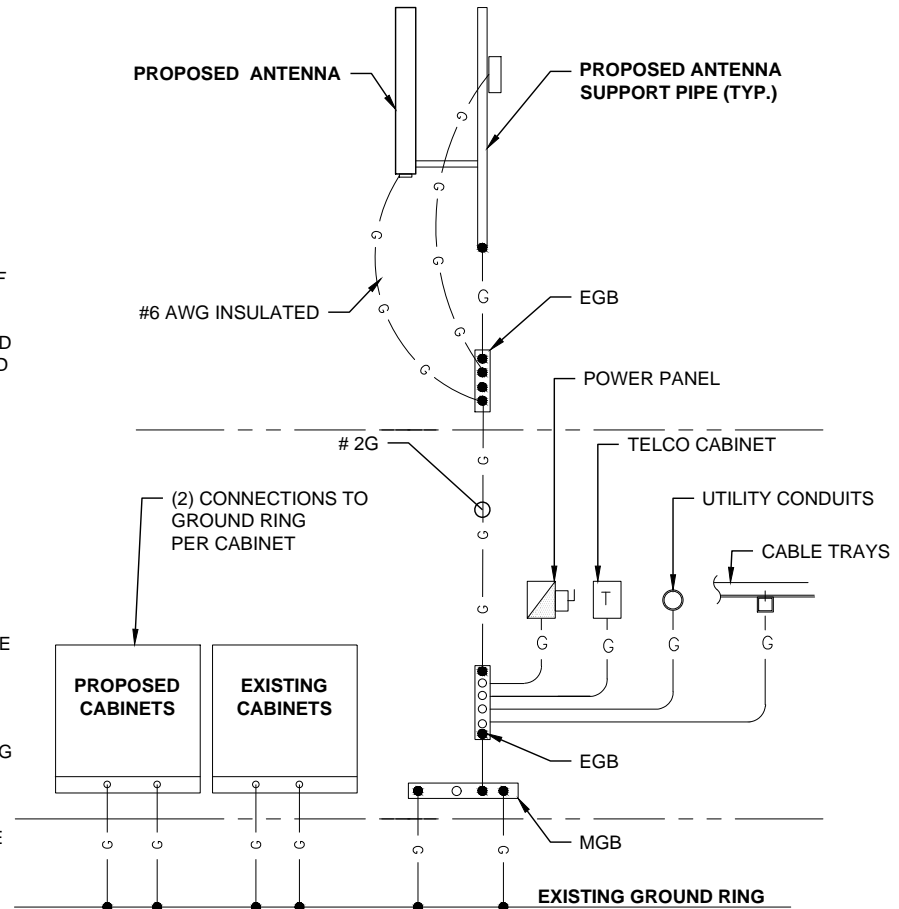 PROPOSED ANTENNA
PROPOSED ANTENNA
SUPPORT PIPE (TYP.)
G
G
G
G
G
G
G
G
F
#6 AWG INSULATED
EGB
D
D
POWER PANEL
# 2G
TELCO CABINET
(2) CONNECTIONS TO
GROUND RING
PER CABINET
UTILITY CONDUITS
CABLE TRAYS
G
G
G
T
G
G
G
G
E
PROPOSED
CABINETS
EXISTING
CABINETS
G
EGB
E
MGB
G
G
G
G
G
G
EXISTING GROUND RING